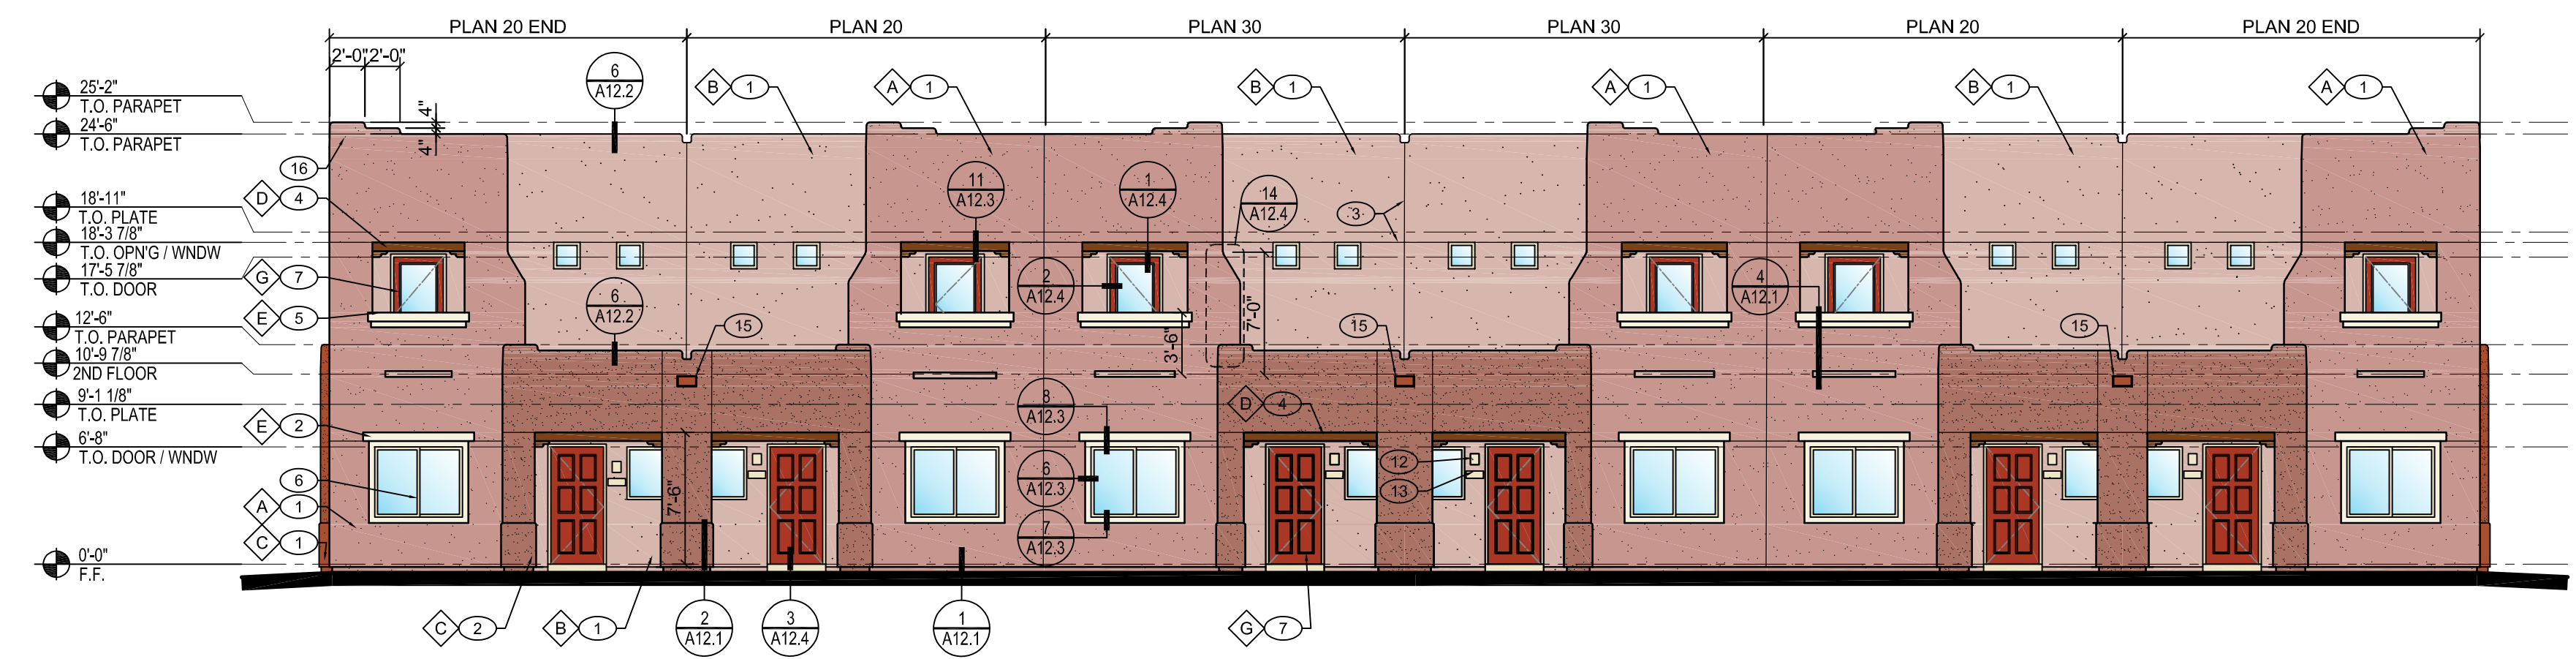 PLAN 20 END
PLAN 20
PLAN 30
PLAN 30
PLAN 20
PLAN 20 END
2'-0" 2'-0"
6
A12.2
B 1
A 1
B 1
A 1
B 1
A 1
25'-2"
T.O. PARAPET
4"
24'-6"
T.O. PARAPET
4"
16
11
A12.3
1
A12.4
14
A12.4
3
D 4
18'-11"
T.O. PLATE
18'-3 7/8"
T.O. OPN'G / WNDW
G 7
17'-5 7/8"
T.O. DOOR
2
A12.4
4
A12.1
6
A12.2
E 5
12'-6"
T.O. PARAPET
15
15
15
7'-0"
3'-6"
10'-9 7/8"
2ND FLOOR
9'-1 1/8"
T.O. PLATE
8
A12.3
D 4
E 2
6'-8"
T.O. DOOR / WNDW
6
6
A12.3
12
13
7'-6"
A 1
7
A12.3
C 1
0'-0"
F.F.
C 2
B 1
2
A12.1
3
A12.4
1
A12.1
G 7